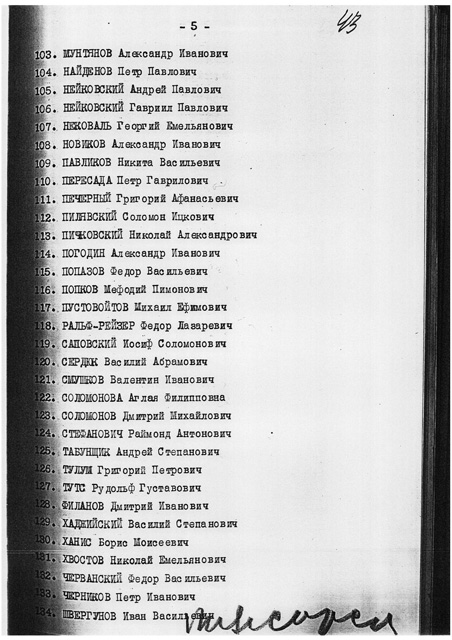 - 5 -
43
103. МУНТЯНОВ Александр Иванович
104. НАЙДЕНОВ Петр Павлович
105. НЕЙКОВСКИЙ Андрей Павлович
106. НЕЙКОВСКИЙ Гавриил Павлович
107. НЕКОВАЛЬ Георгий Емельянович
108. НОВИКОВ Александр Иванович
109. ПАВЛИКОВ Никита Васильевич
110. ПЕРЕСАДА Петр Гаврилович
111. ПЕЧЕРНЫЙ Григорий Афанасьевич
112. ПИЛЯВСКИЙ Соломон Ицкович
113. ПИЧКОВСКИЙ Николай Александрович
114. ПОГОДИН Александр Иванович
115. ПОПАЗОВ Федор Васильевич
116. ПОПКОВ Мефодий Пимонович
117. ПУСТОВОЙТОВ Михаил Ефимович
118. РАЛЬФ-РЕЙЗЕР Федор Лазаревич
119. САПОВСКИЙ Иосиф Соломонович
120. СЕРДЮК Василий Абрамович
121. СМУШКОВ Валентин Иванович
122. СОЛОМОНОВА Аглая Филипповна
123. СОЛОМОНОВ Дмитрий Михайлович
124. СТЕФАНОВИЧ Раймонд Антонович
125. ТАБУНЩИК Андрей Степанович
126. ТУЛУМ Григорий Петрович
127. ТУТС Рудольф Густавович
128. ФИЛАНОВ Дмитрий Иванович
129. ХАДЖИЙСКИЙ Василий Степанович
130. ХАНИС Борис Моисеевич
131. ХВОСТОВ Николай Емельянович
132. ЧЕРВАНСКИЙ Федор Васильевич
133. ЧЕРНИКОВ Петр Иванович
134. ШВЕРГУНОВ Иван Васильевич